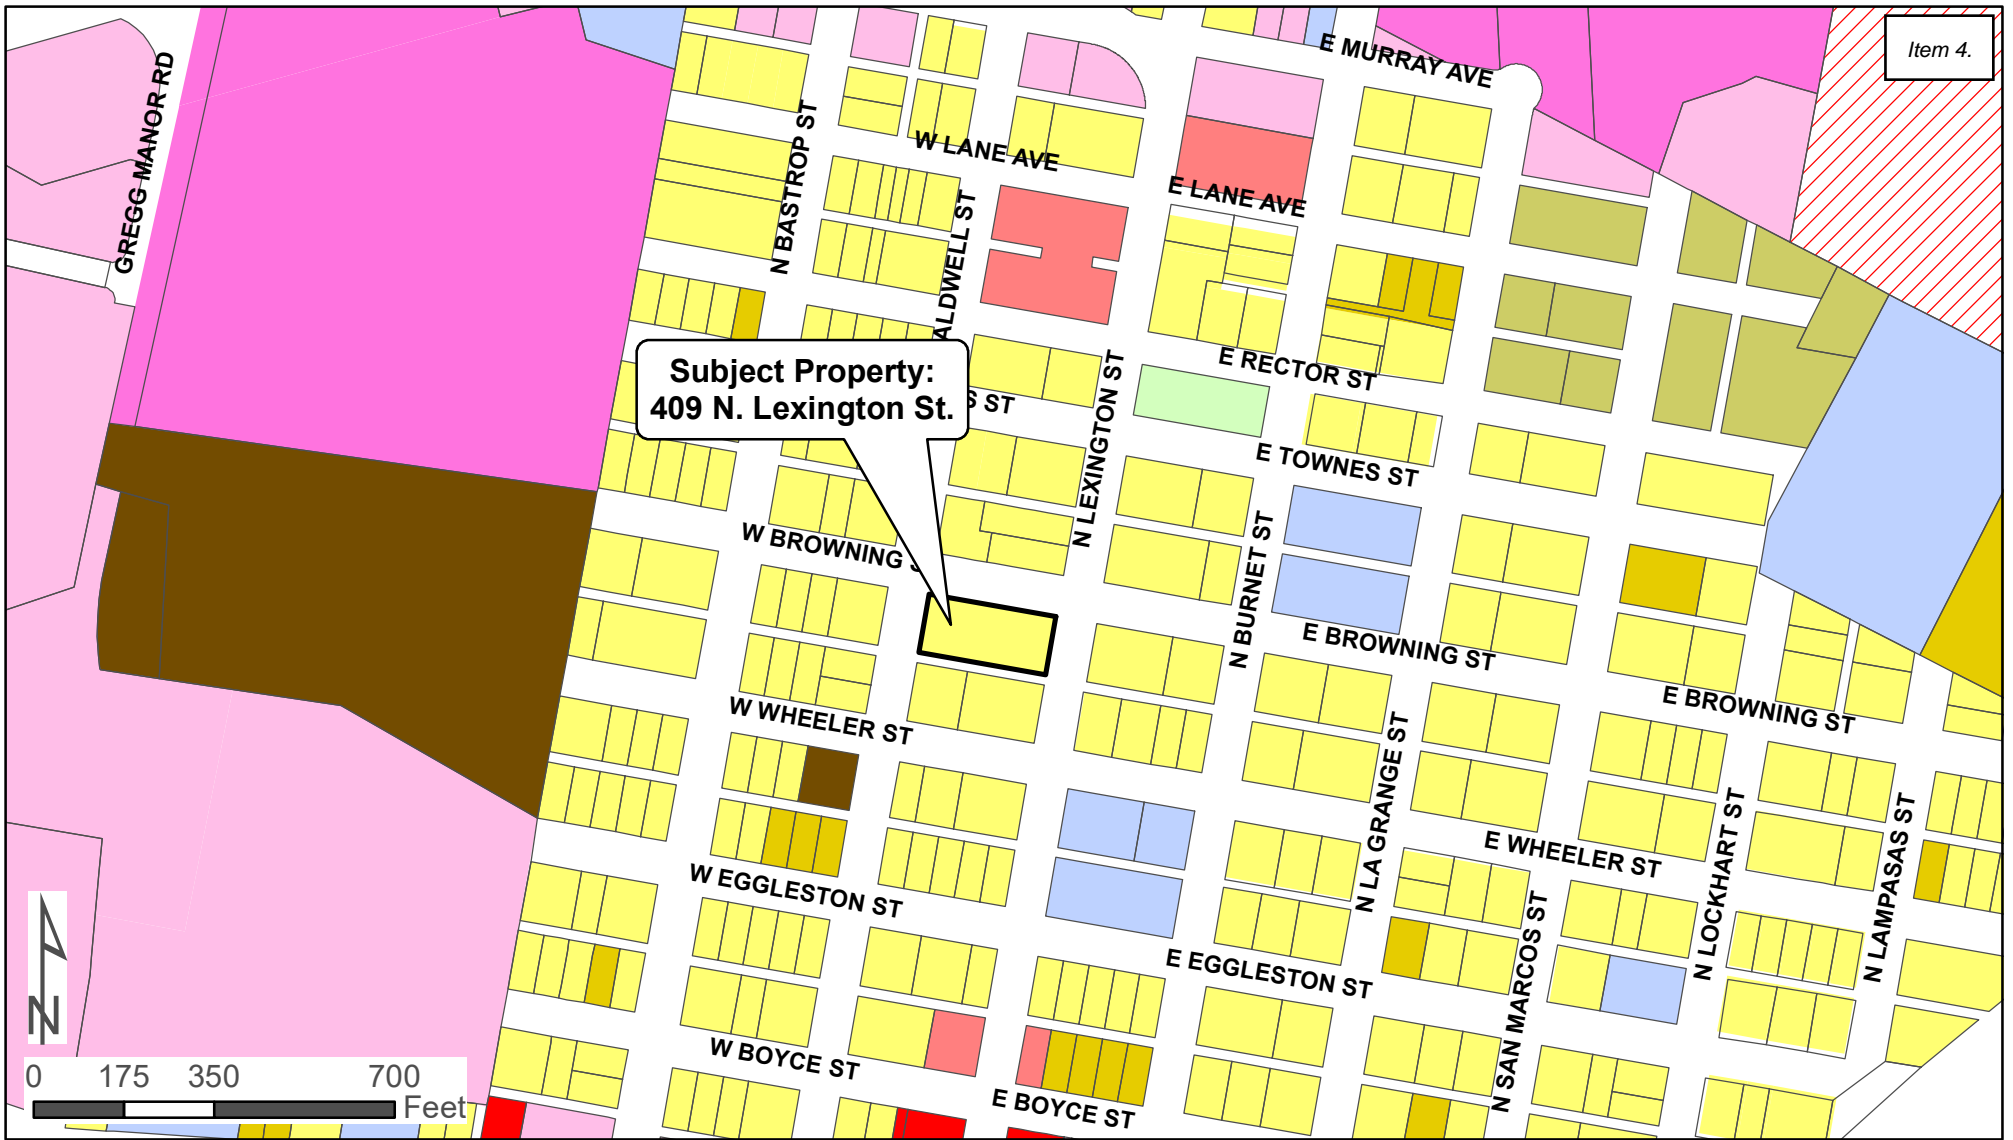 Item 4.
E MURRAY AVE
GREGG MANOR RD
N BASTROP ST
W LANE AVE
E LANE AVE
ALDWELL ST
Subject Property:
409 N. Lexington St.
S ST
N LEXINGTON ST
E RECTOR ST
E TOWNES ST
W BROWNING S
N BURNET ST
E BROWNING ST
E BROWNING ST
W WHEELER ST
N LA GRANGE ST
E WHEELER ST
N LOCKHART ST
N LAMPASAS ST
W EGGLESTON ST
N SAN MARCOS ST
E EGGLESTON ST
W BOYCE ST
E BOYCE ST
N
0 175 350 700
Feet